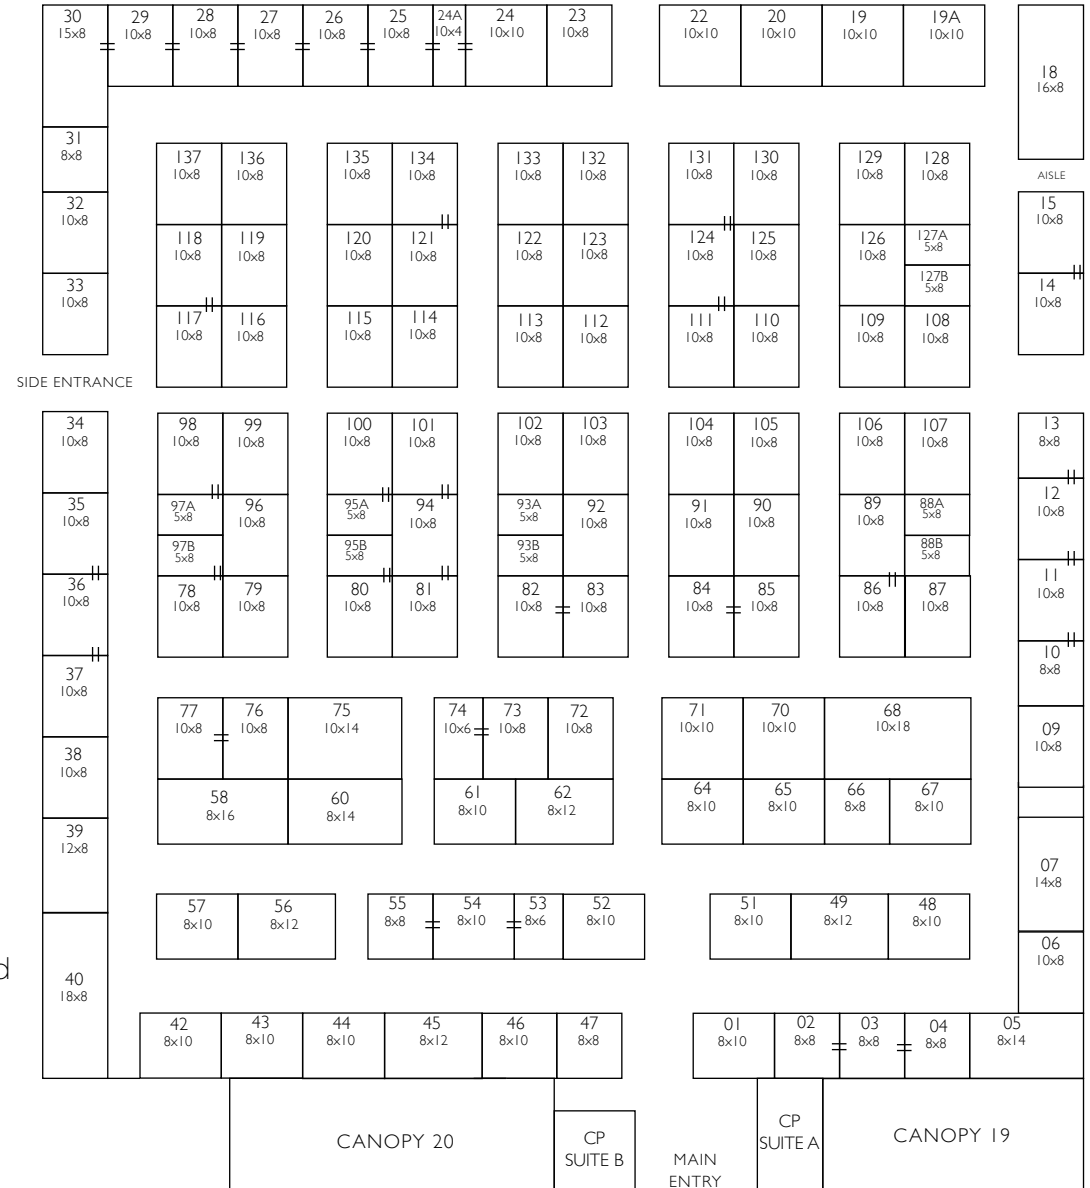 30 29 28 27 26 25 24A 24 23 22 20 19 19A
15x8 10x8 10x8 10x8 10x8 10x8 10x4 10x10 10x8 10x10 10x10 10x10 10x10
18
16x8
31
8x8
137 136 135 134 133 132 131 130 129 128
10x8 10x8 10x8 10x8 10x8 10x8 10x8 10x8 10x8 10x8
AISLE
32 15
10x8 10x8
118 119 120 121 122 123 124 125 126 127A
10x8 10x8 10x8 10x8 10x8 10x8 10x8 10x8 10x8 5x8
127B
5x8
33 14
10x8 10x8
117 116 115 114 113 112 111 110 109 108
10x8 10x8 10x8 10x8 10x8 10x8 10x8 10x8 10x8 10x8
SIDE ENTRANCE
34 98 99 100 101 102 103 104 105 106 107 13
10x8 10x8 10x8 10x8 10x8 10x8 10x8 10x8 10x8 10x8 10x8 8x8
35 97A 96 95A 94 93A 92 91 90 89 88A 12
10x8 5x8 10x8 5x8 10x8 5x8 10x8 10x8 10x8 10x8 5x8 10x8
97B 95B 93B 88B
5x8 5x8 5x8 5x8
36 78 79 80 81 82 83 84 85 86 87 11
10x8 10x8 10x8 10x8 10x8 10x8 10x8 10x8 10x8 10x8 10x8 10x8
37 10
10x8 8x8
77 76 75 74 73 72 71 70 68 09
10x8 10x8 10x14 10x6 10x8 10x8 10x10 10x10 10x18 10x8
38
10x8
58 60 61 62 64 65 66 67
8x16 8x14 8x10 8x12 8x10 8x10 8x8 8x10
39 07
12x8 14x8
57 56 55 54 53 52 51 49 48
8x10 8x12 8x8 8x10 8x6 8x10 8x10 8x12 8x10
06
10x8
d
40
18x8
42 43 44 45 46 47 01 02 03 04 05
8x10 8x10 8x10 8x12 8x10 8x8 8x10 8x8 8x8 8x8 8x14
CANOPY 20
CP
SUITE B
MAIN
ENTRY
CP
SUITE A
CANOPY 19